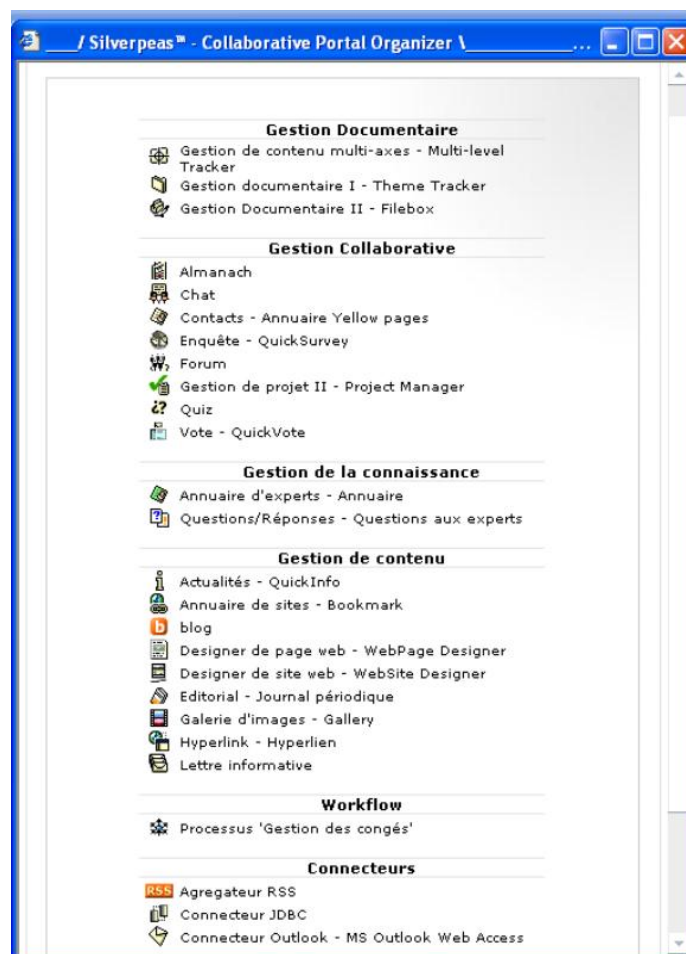 ___/ Silverpeas™ - Collaborative Portal Organizer \__________ ...
Gestion Documentaire
Gestion de contenu multi-axes - Multi-level
Tracker
Gestion documentaire I - Theme Tracker
Gestion Documentaire II - Filebox
Gestion Collaborative
Almanach
Chat
Contacts - Annuaire Yellow pages
Enquête - QuickSurvey
Forum
Gestion de projet II - Project Manager
Quiz
Vote - QuickVote
Gestion de la connaissance
Annuaire d'experts - Annuaire
Questions/Réponses - Questions aux experts
Gestion de contenu
Actualités - QuickInfo
Annuaire de sites - Bookmark
blog
Designer de page web - WebPage Designer
Designer de site web - WebSite Designer
Editorial - Journal périodique
Galerie d'images - Gallery
Hyperlink - Hyperlien
Lettre informative
Workflow
Processus 'Gestion des congés'
Connecteurs
RSS Agregateur RSS
Connecteur JDBC
Connecteur Outlook - MS Outlook Web Access